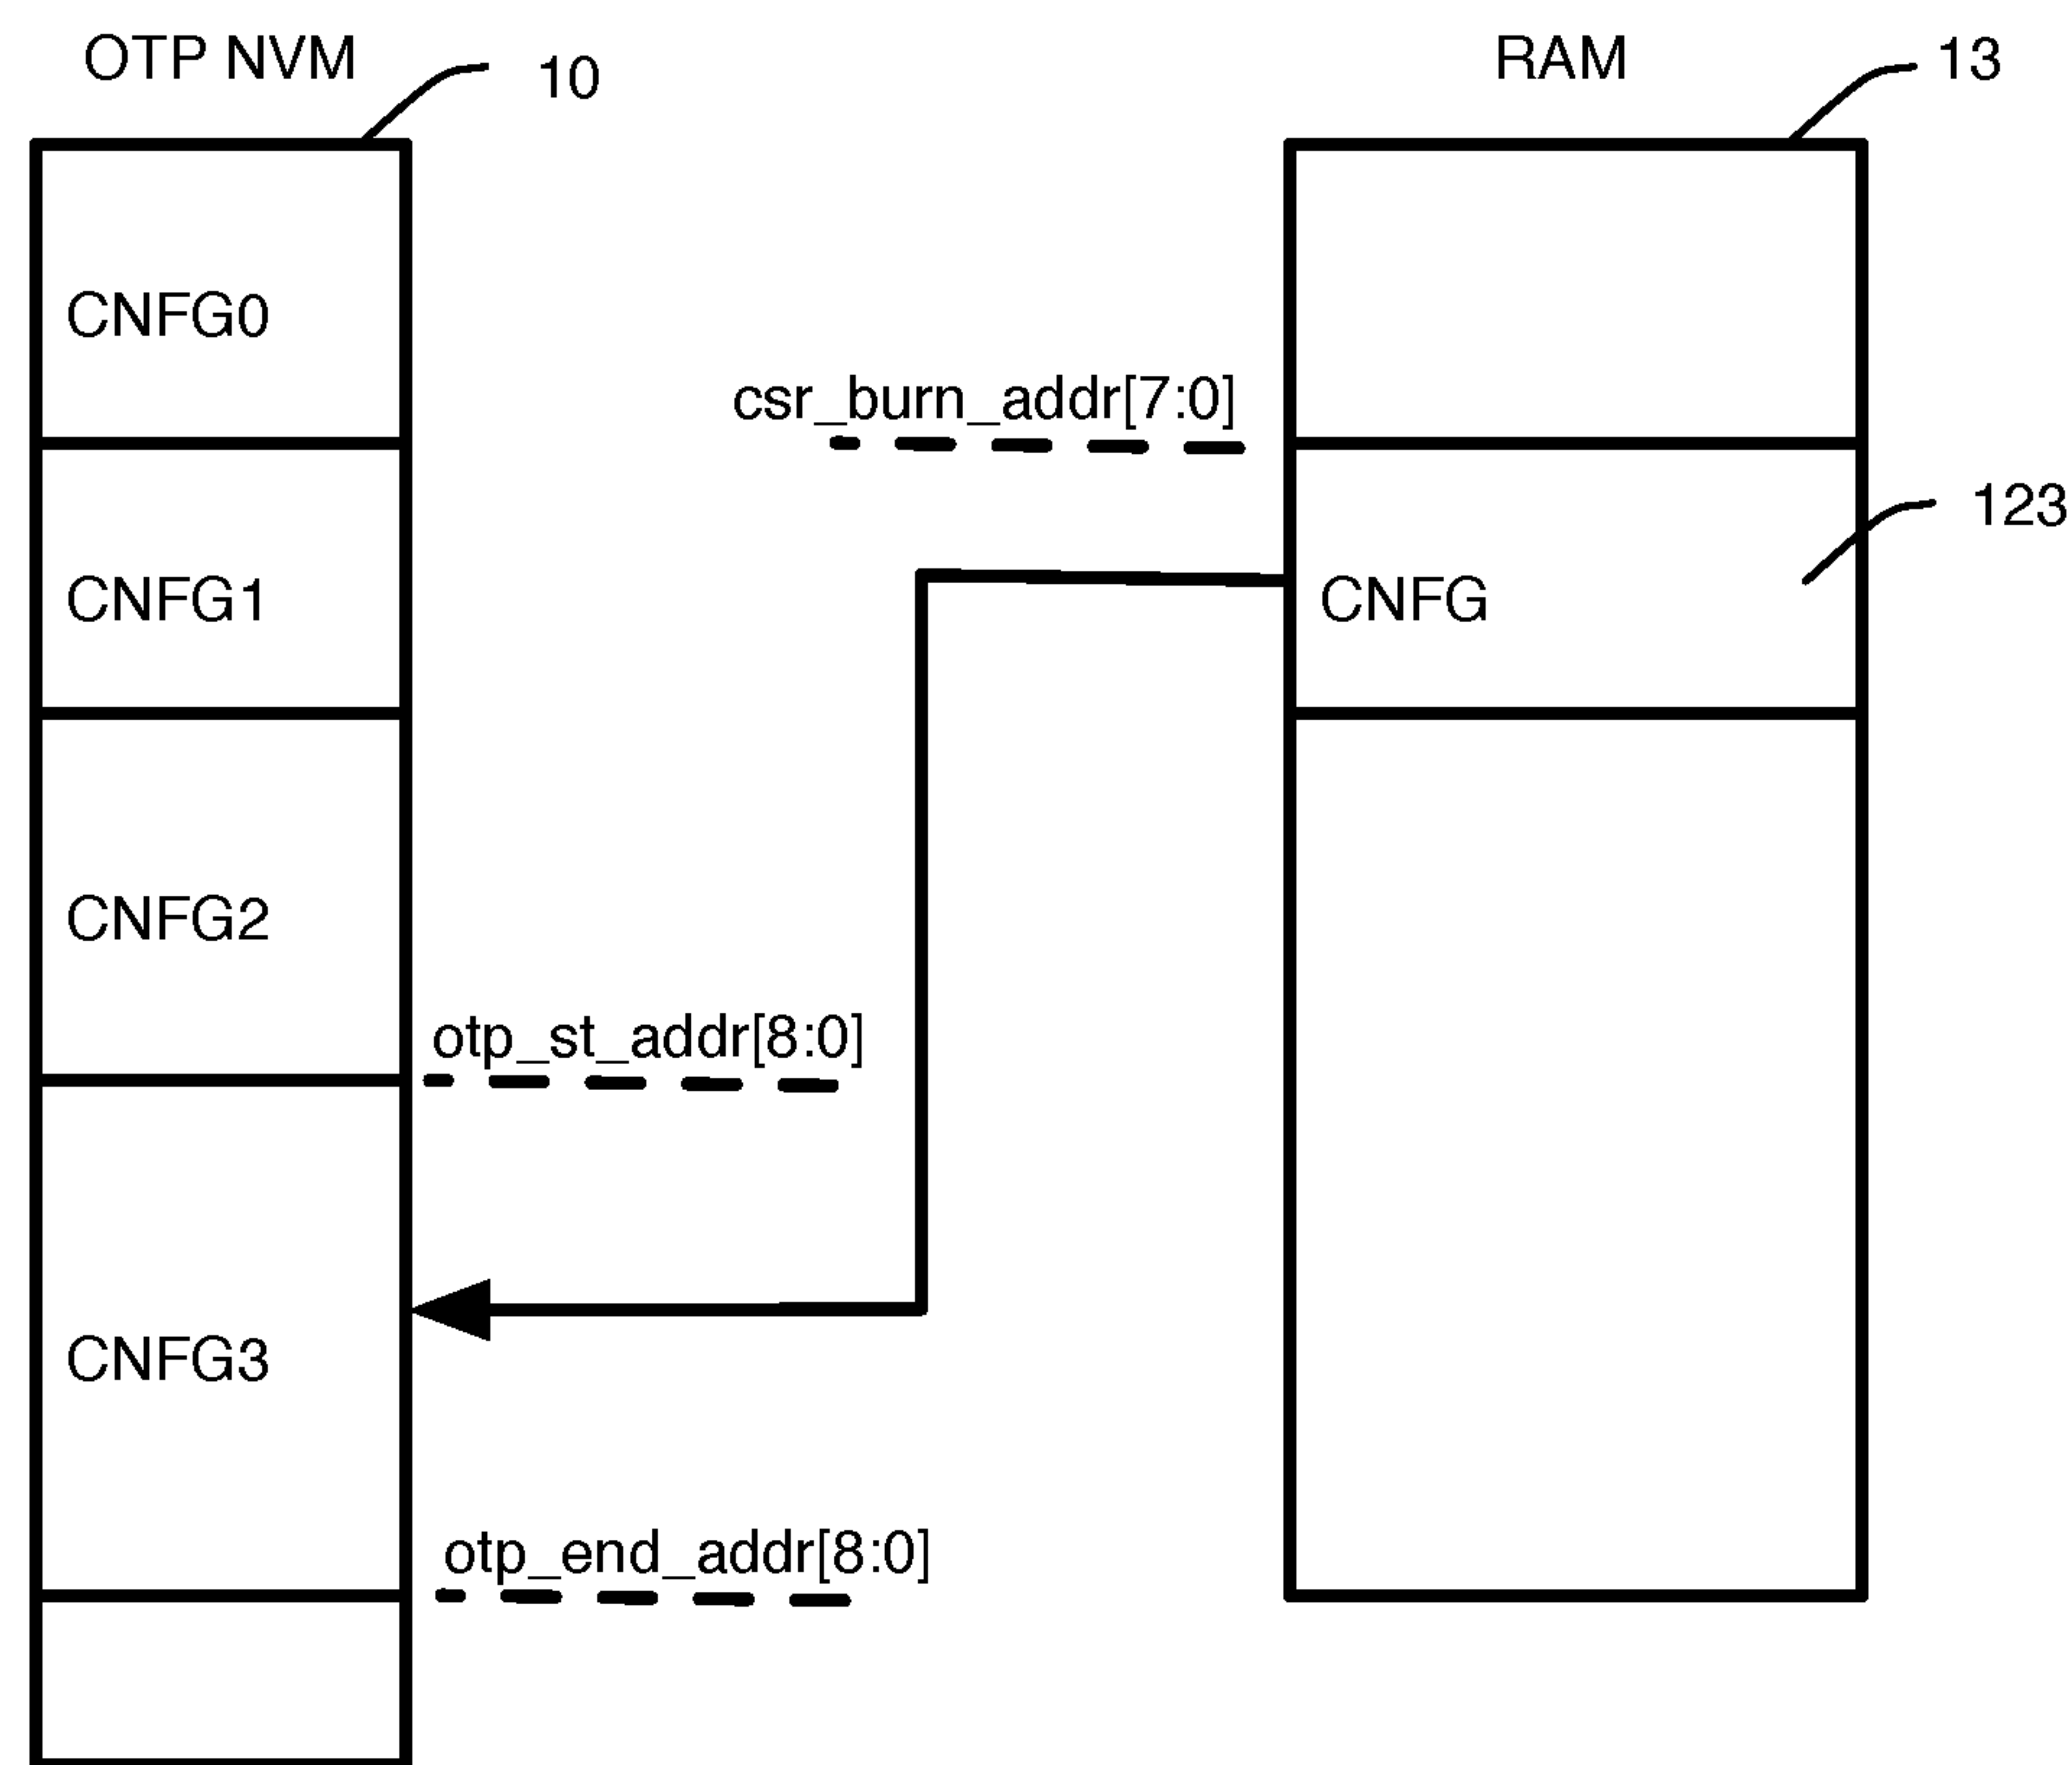 OTP NVM
10
RAM
13
CNFG0
csr_burn_addr[7:0]
123
CNFG1
CNFG
CNFG2
otp_st_addr[8:0]
CNFG3
otp_end_addr[8:0]